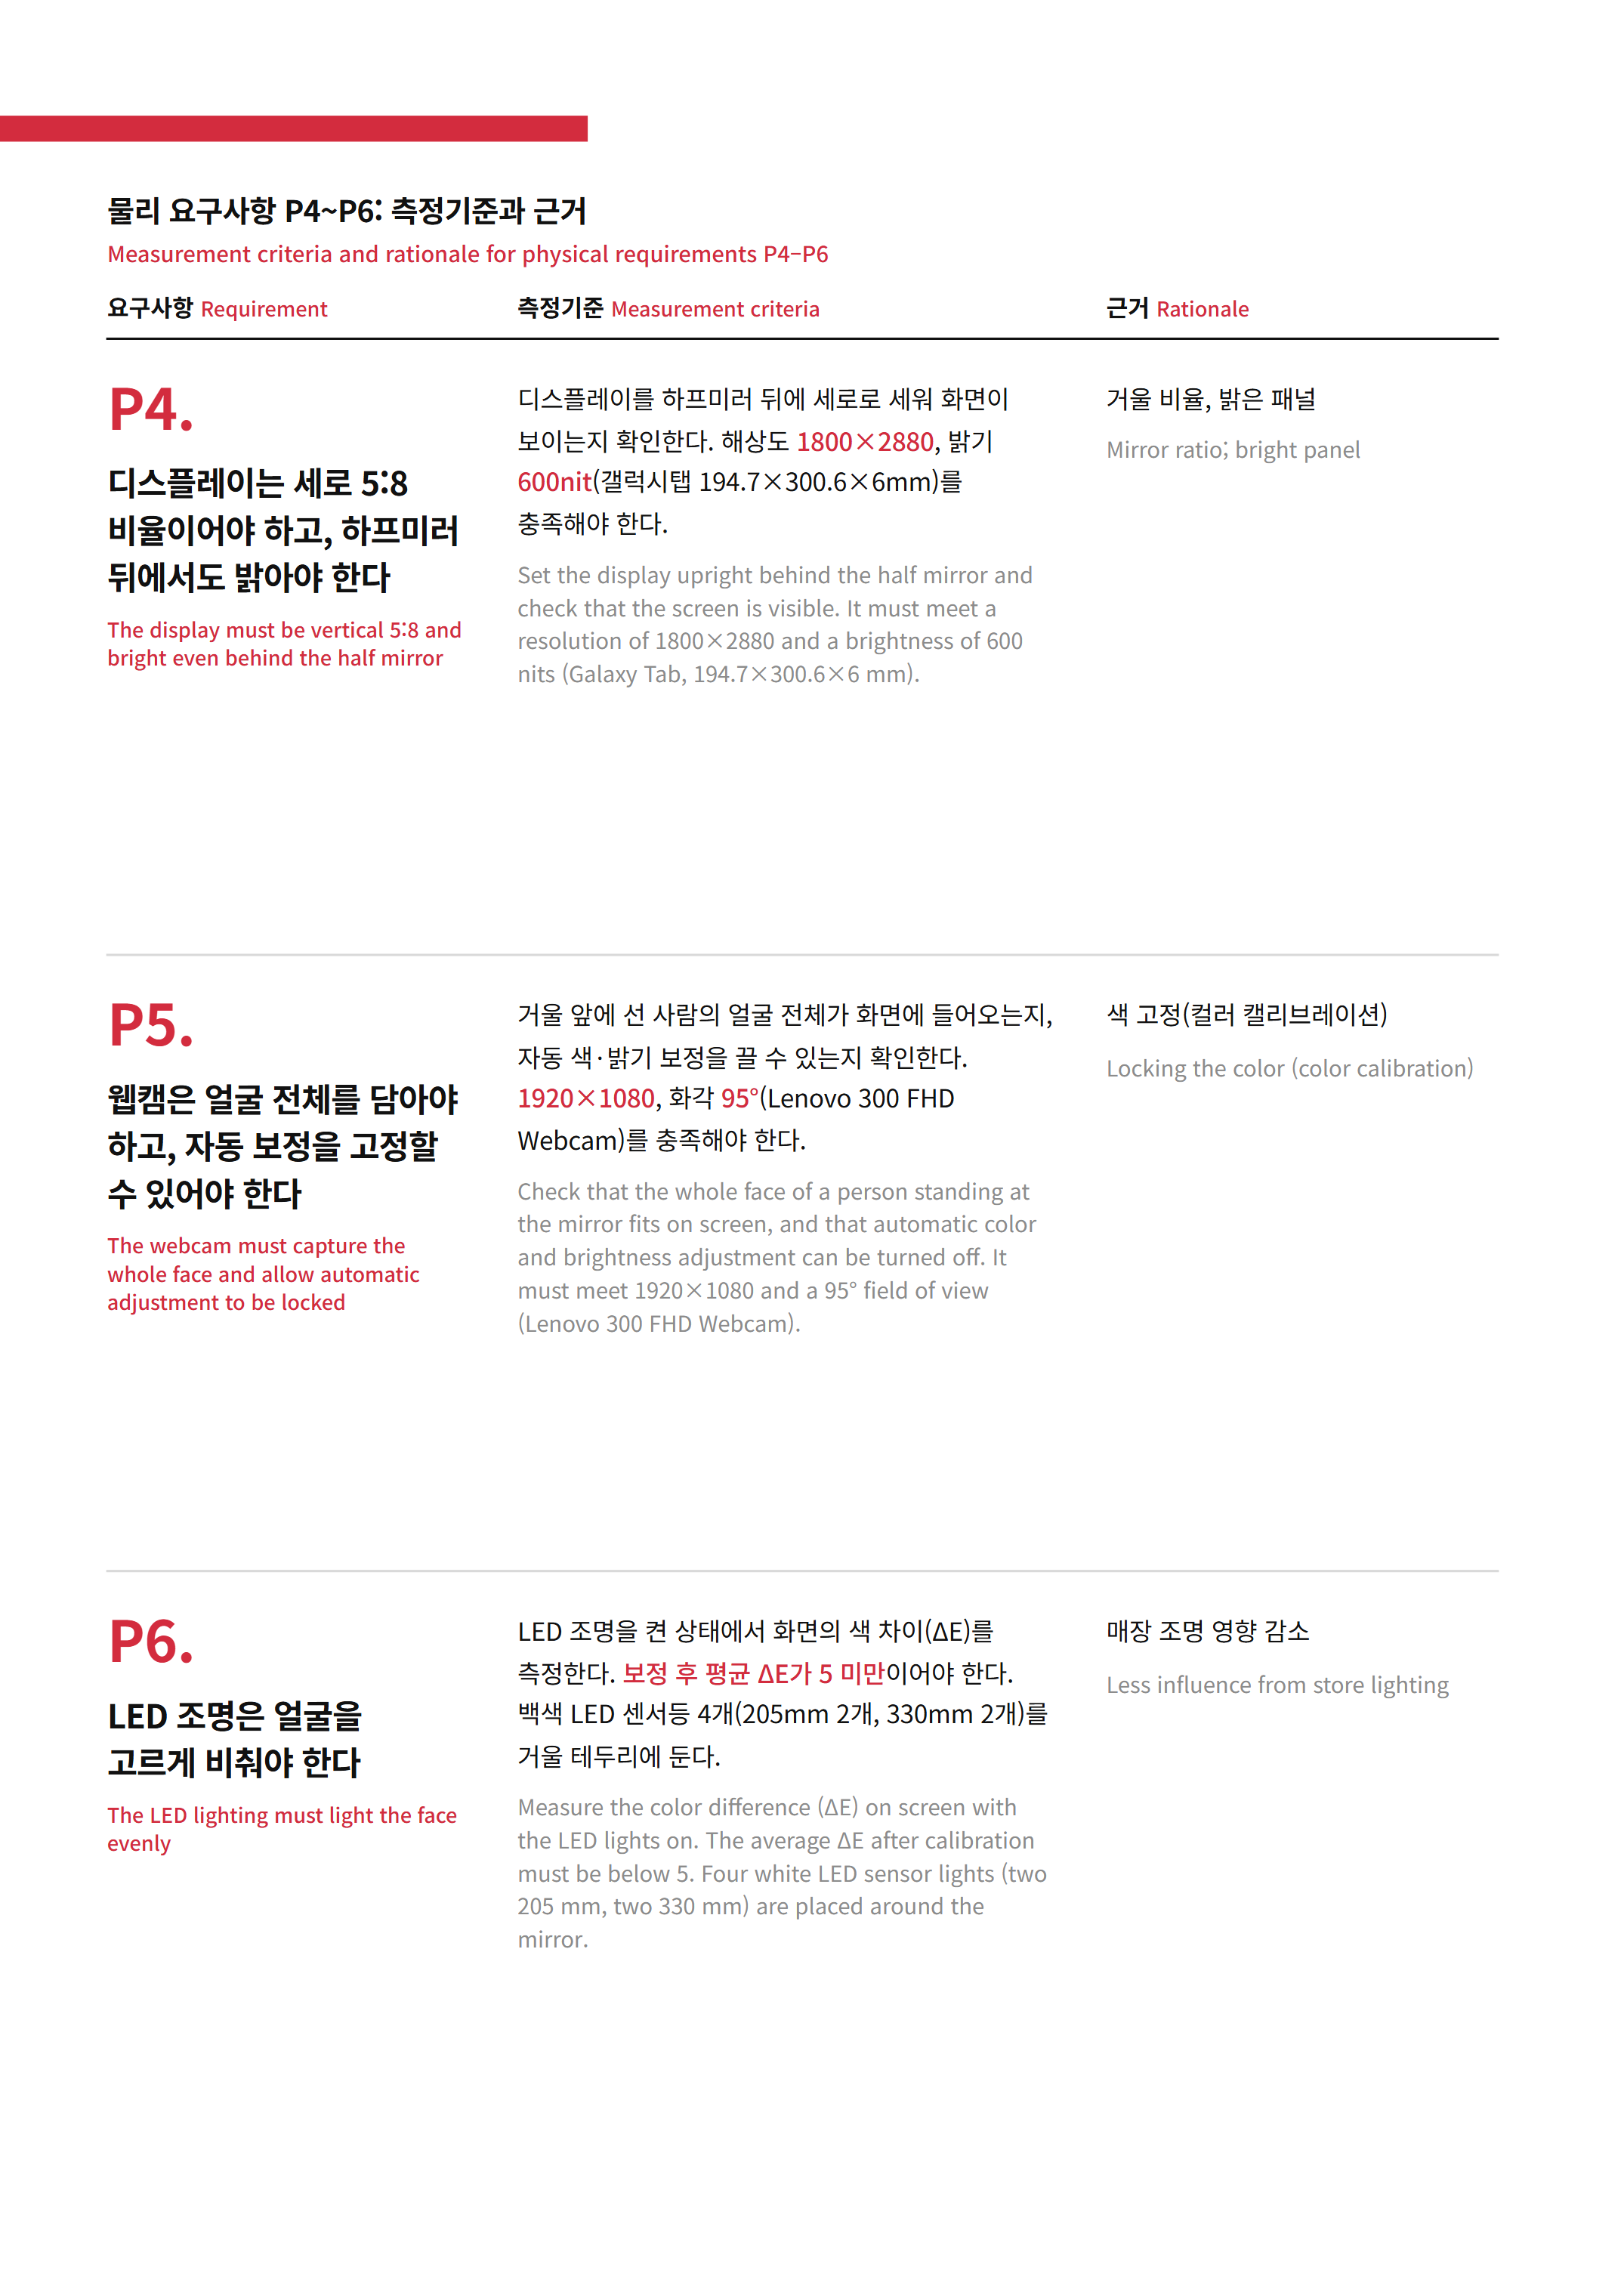 물리 요구사항 P4~P6: 측정기준과 근거
Measurement criteria and rationale for physical requirements P4–P6
요구사항 Requirement
측정기준 Measurement criteria
근거 Rationale
P4.
디스플레이는 세로 5:8
비율이어야 하고, 하프미러
뒤에서도 밝아야 한다
The display must be vertical 5:8 and
bright even behind the half mirror
디스플레이를 하프미러 뒤에 세로로 세워 화면이
보이는지 확인한다. 해상도 1800×2880, 밝기
600nit(갤럭시탭 194.7×300.6×6mm)를
충족해야 한다.
Set the display upright behind the half mirror and
check that the screen is visible. It must meet a
resolution of 1800×2880 and a brightness of 600
nits (Galaxy Tab, 194.7×300.6×6 mm).
거울 비율, 밝은 패널
Mirror ratio; bright panel
P5.
웹캠은 얼굴 전체를 담아야
하고, 자동 보정을 고정할
수 있어야 한다
The webcam must capture the
whole face and allow automatic
adjustment to be locked
거울 앞에 선 사람의 얼굴 전체가 화면에 들어오는지,
자동 색·밝기 보정을 끌 수 있는지 확인한다.
1920×1080, 화각 95°(Lenovo 300 FHD
Webcam)를 충족해야 한다.
Check that the whole face of a person standing at
the mirror fits on screen, and that automatic color
and brightness adjustment can be turned off. It
must meet 1920×1080 and a 95° field of view
(Lenovo 300 FHD Webcam).
색 고정(컬러 캘리브레이션)
Locking the color (color calibration)
P6.
LED 조명은 얼굴을
고르게 비춰야 한다
The LED lighting must light the face
evenly
LED 조명을 켠 상태에서 화면의 색 차이(ΔE)를
측정한다. 보정 후 평균 ΔE가 5 미만이어야 한다.
백색 LED 센서등 4개(205mm 2개, 330mm 2개)를
거울 테두리에 둔다.
Measure the color difference (ΔE) on screen with
the LED lights on. The average ΔE after calibration
must be below 5. Four white LED sensor lights (two
205 mm, two 330 mm) are placed around the
mirror.
매장 조명 영향 감소
Less influence from store lighting